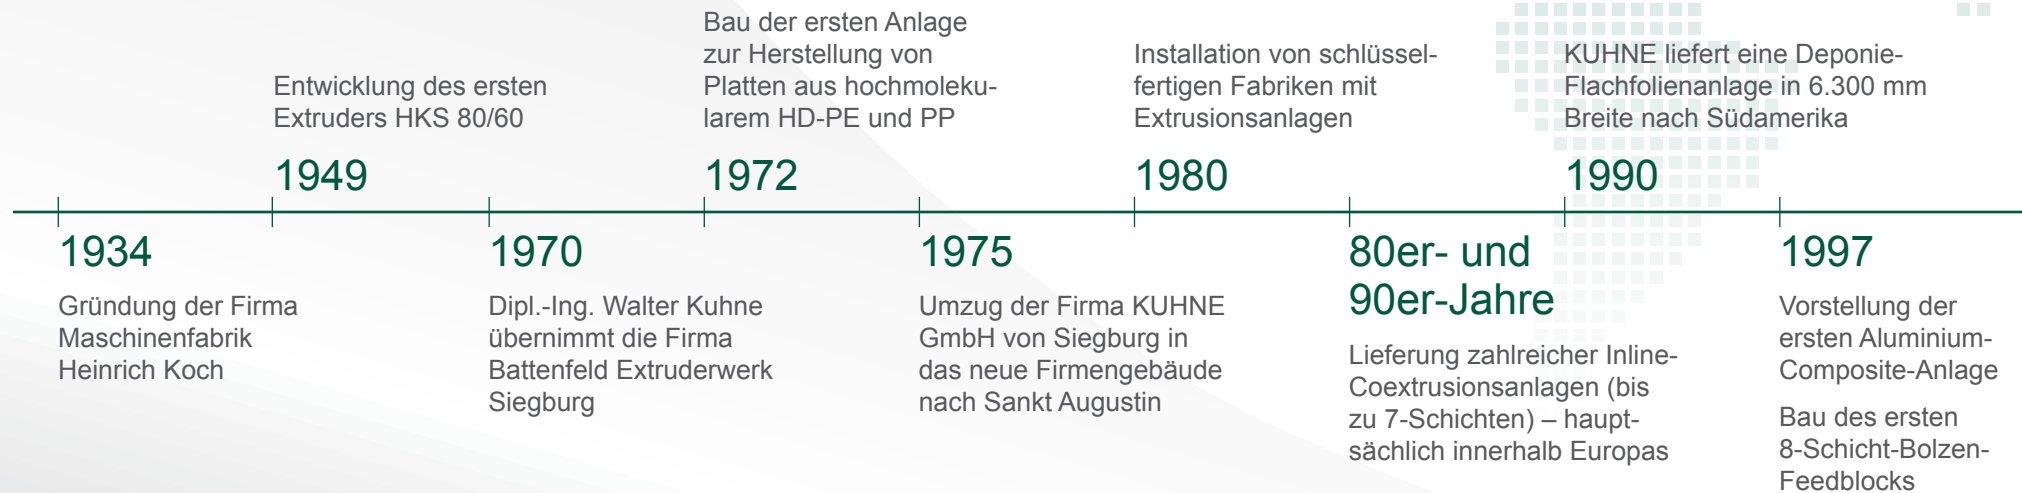 1934
Gründung der Firma
Maschinenfabrik
Heinrich Koch
Entwicklung des ersten
Extruders HKS 80/60
1949
1970
Dipl.-Ing. Walter Kuhne
übernimmt die Firma
Battenfeld Extruderwerk
Siegburg
Bau der ersten Anlage
zur Herstellung von
Platten aus hochmoleku-
larem HD-PE und PP
1972
1975
Umzug der Firma KUHNE
GmbH von Siegburg in
das neue Firmengebäude
nach Sankt Augustin
Installation von schlüssel-
fertigen Fabriken mit
Extrusionsanlagen
1980
80er- und
90er-Jahre
Lieferung zahlreicher Inline-
Coextrusionsanlagen (bis
zu 7-Schichten) – haupt-
sächlich innerhalb Europas
KUHNE liefert eine Deponie-
Flachfolienanlage in 6.300 mm
Breite nach Südamerika
1990
1997
Vorstellung der
ersten Aluminium-
Composite-Anlage
Bau des ersten
8-Schicht-Bolzen-
Feedblocks